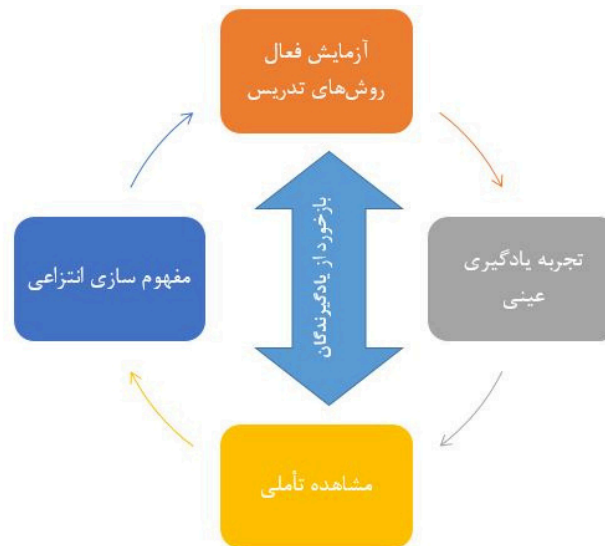 آزمایش فعال
روش‌های تدریس
تجربه یادگیری
عینی
مشاهده تأملی
مفهوم سازی انتزاعی
بازخورد از یادگیرندگان